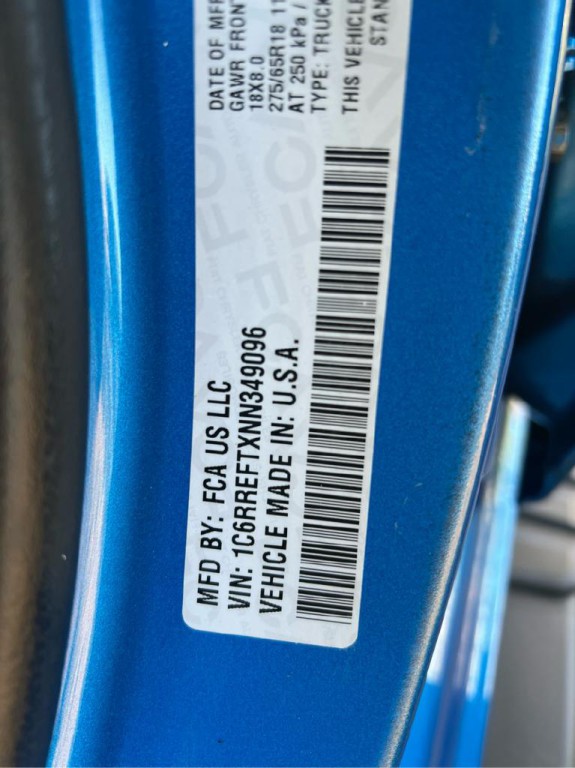 MFD BY: FCA US LLC
VIN: 1C6RREFTXNN349096
VEHICLE MADE IN: U.S.A.
DATE OF MFR
GAWR FRONT
18X8.0
275/65R18 11
AT 250 kPa /
TYPE: TRUCK
THIS VEHICLE
STAN